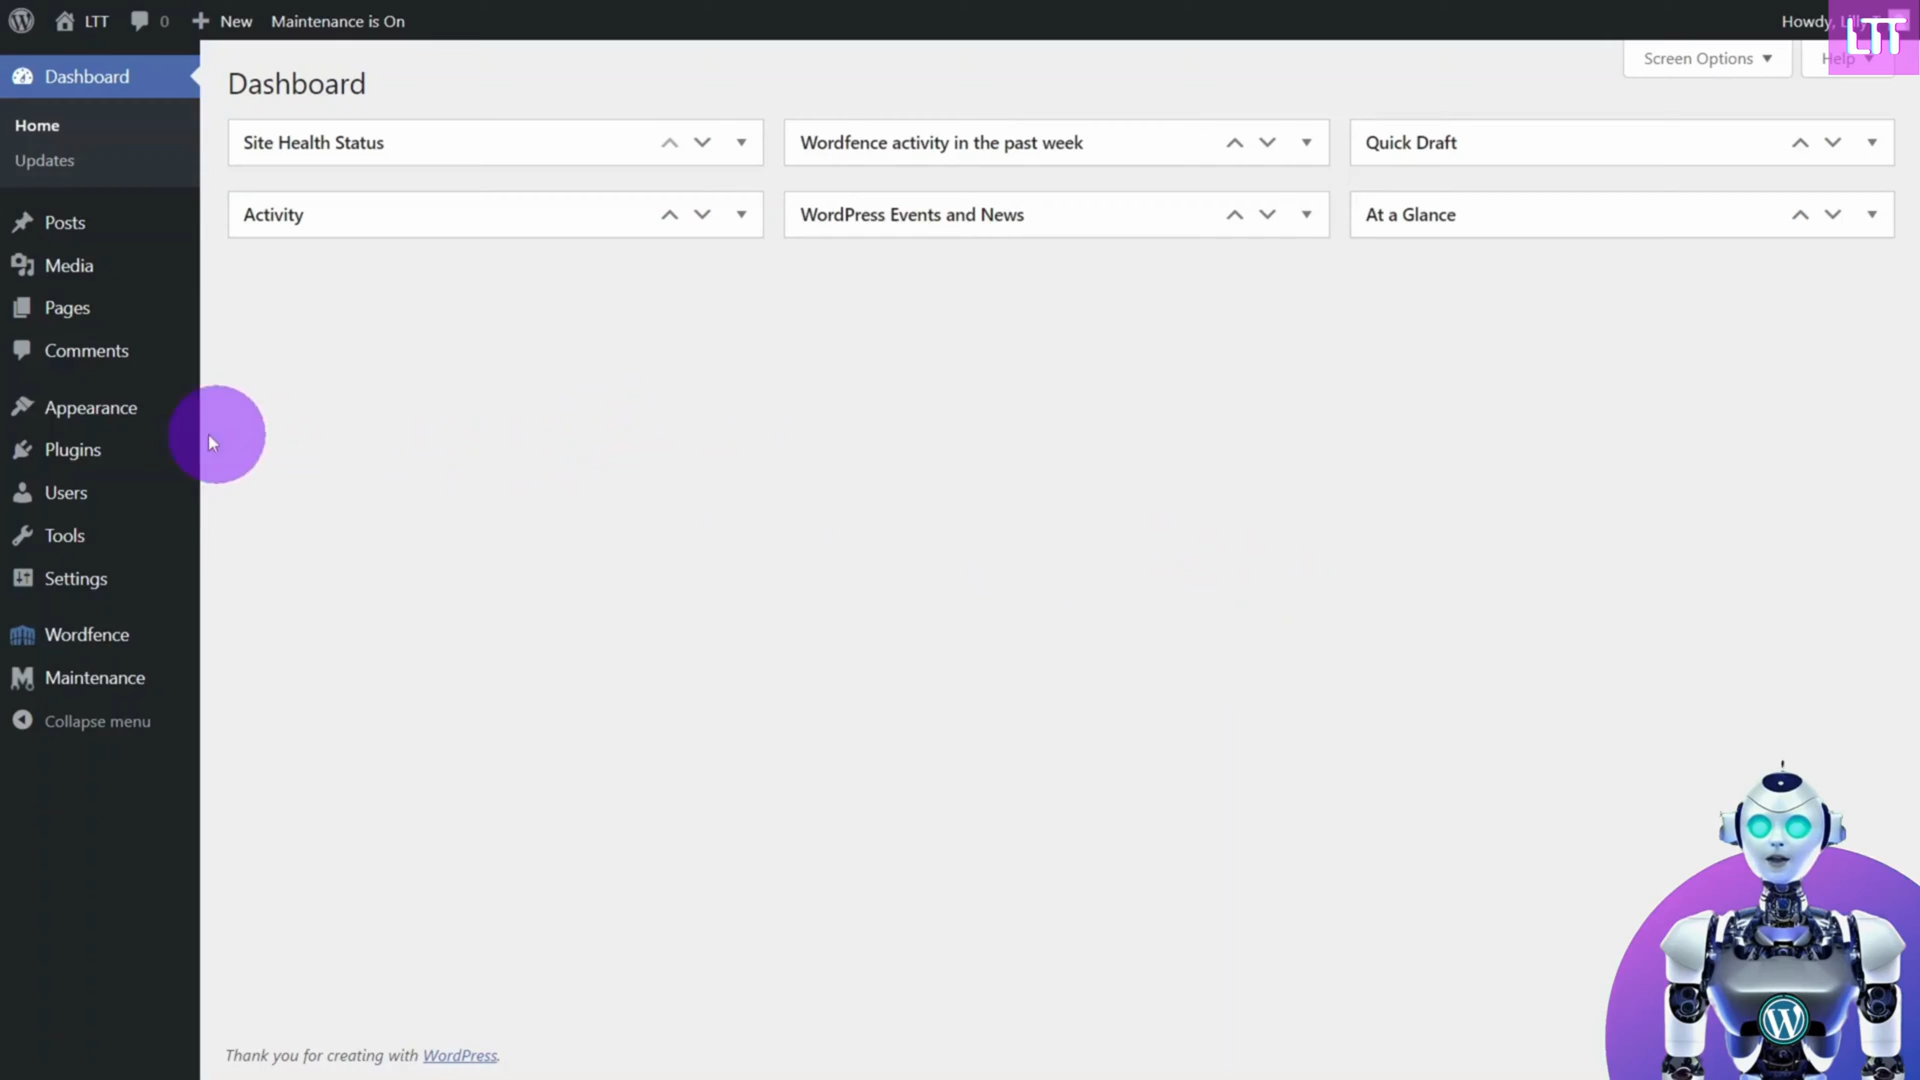 LTT
0
New
Maintenance is On
Howdy,
LTT
Dashboard
Home
Updates
Posts
Media
Pages
Comments
Appearance
Plugins
Users
Tools
Settings
Wordfence
Maintenance
Collapse menu
Screen Options
Help
Dashboard
Site Health Status
Wordfence activity in the past week
Quick Draft
Activity
WordPress Events and News
At a Glance
Thank you for creating with WordPress.